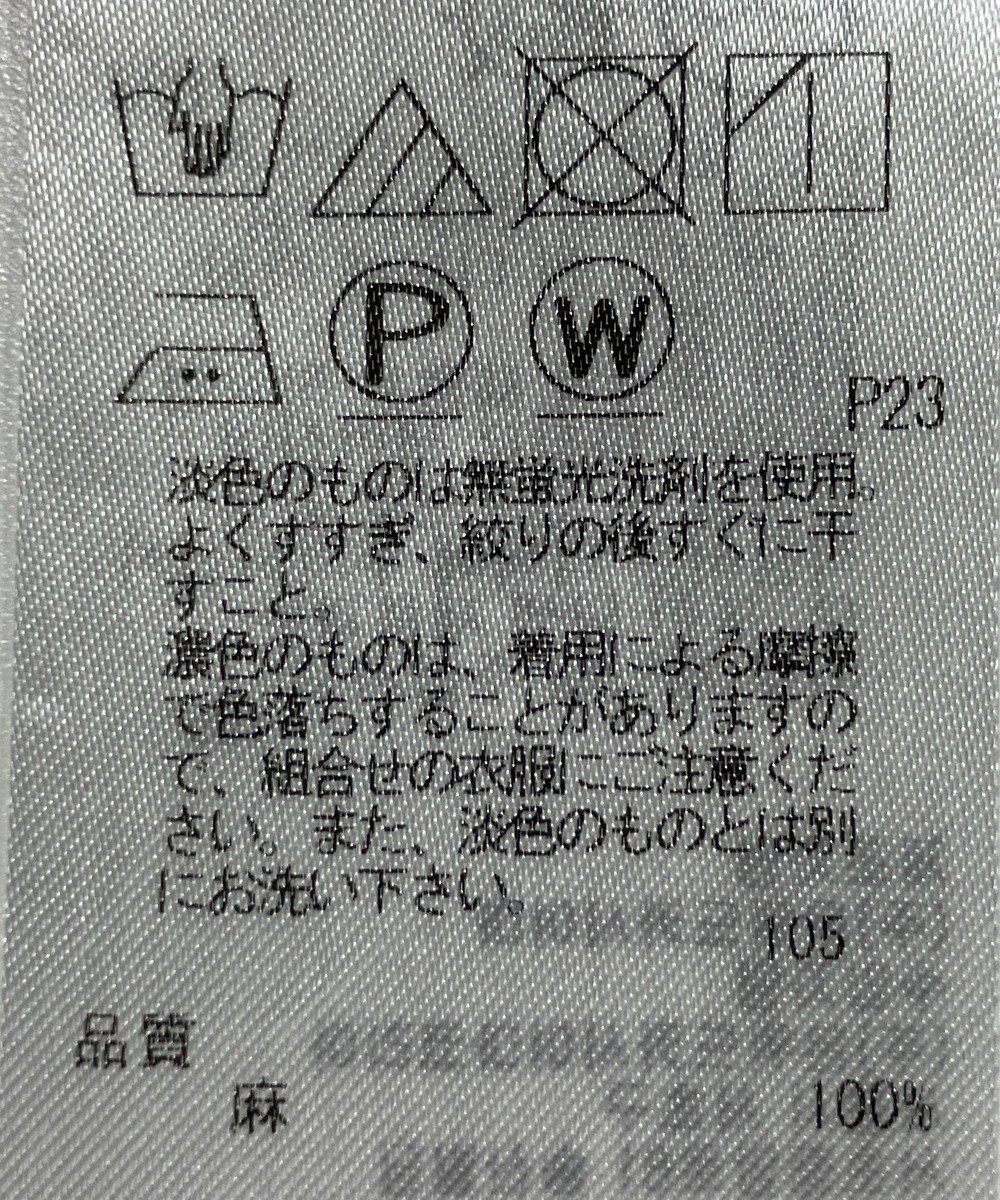 P W
P23
淡色のものは無蛍光洗剤を使用。
よくすすぎ、絞りの後すぐに干
すこと。
濃色のものは、着用による摩擦
で色落ちすることがありますの
で、組合せの衣服にご注意くだ
さい。また、淡色のものとは別
にお洗い下さい。
105
品質
麻 100%